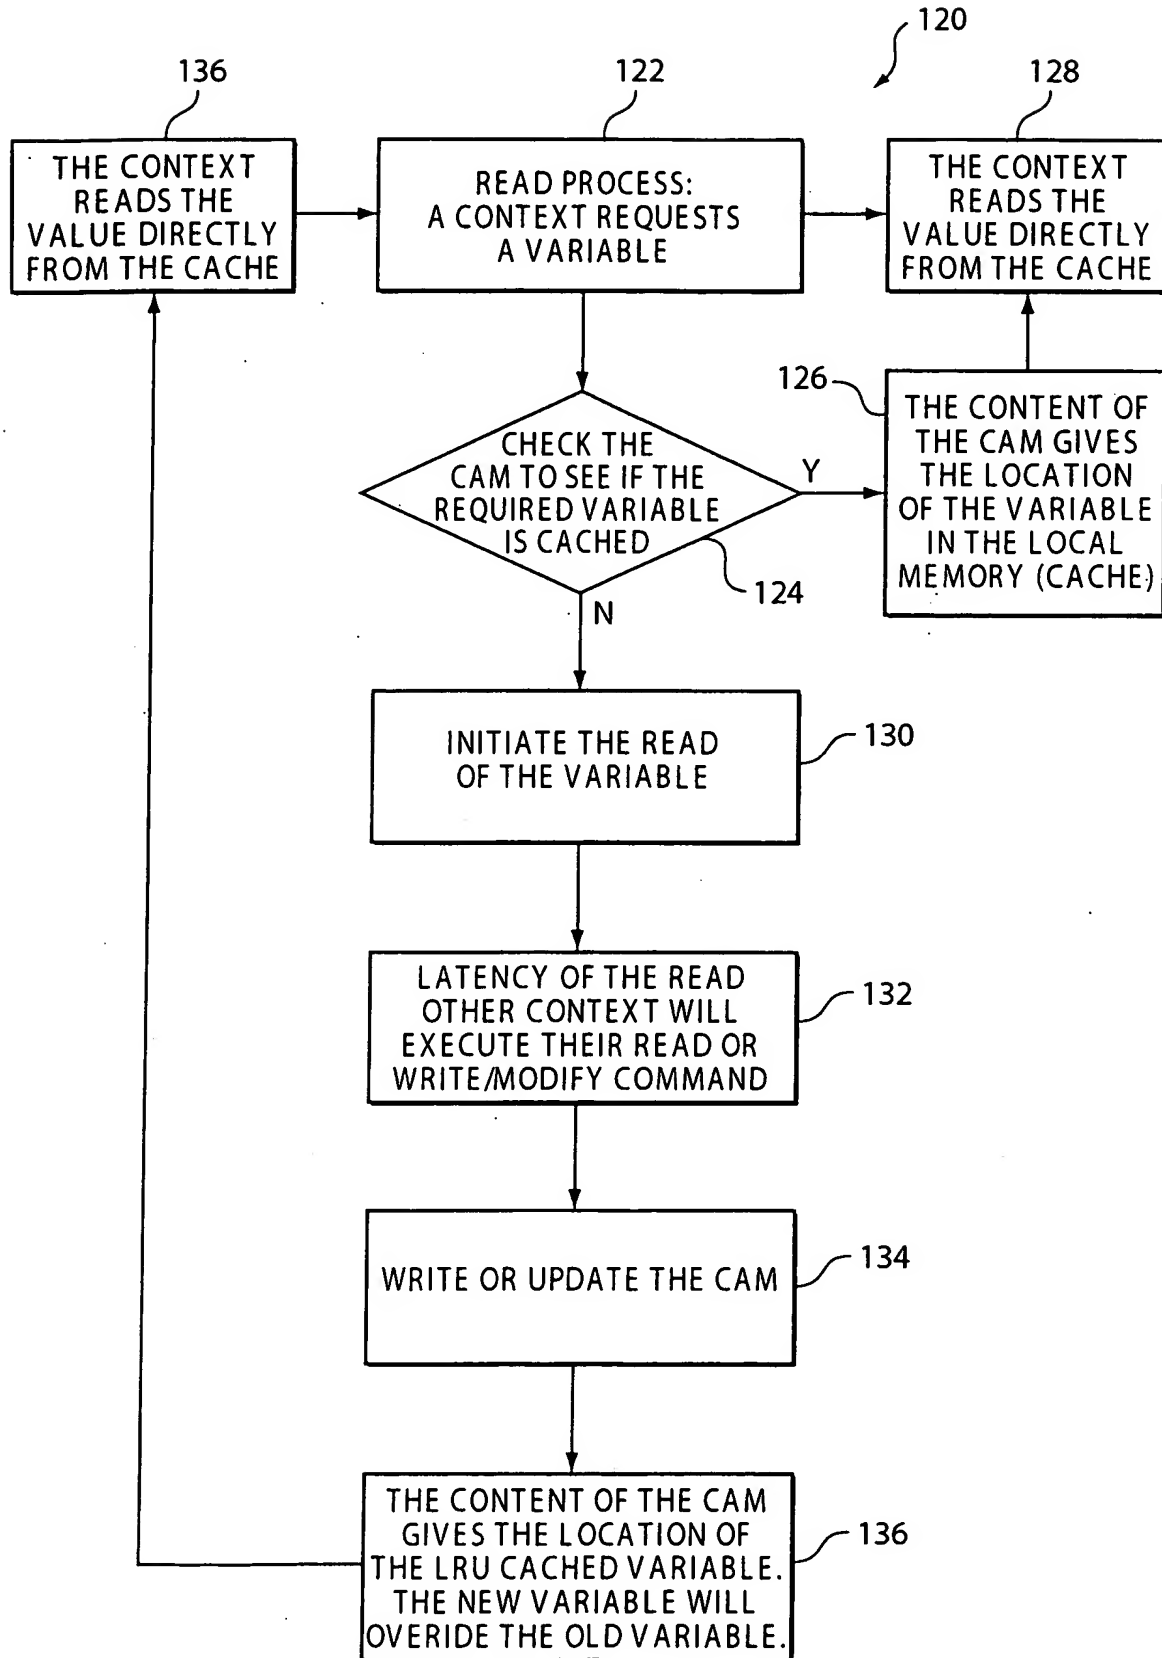 120
136
122
128
THE CONTEXT
READS THE
VALUE DIRECTLY
FROM THE CACHE
READ PROCESS:
A CONTEXT REQUESTS
A VARIABLE
THE CONTEXT
READS THE
VALUE DIRECTLY
FROM THE CACHE
126
THE CONTENT OF
THE CAM GIVES
THE LOCATION
OF THE VARIABLE
IN THE LOCAL
MEMORY (CACHE)
CHECK THE
CAM TO SEE IF THE
REQUIRED VARIABLE
IS CACHED
Y
124
N
INITIATE THE READ
OF THE VARIABLE
130
LATENCY OF THE READ
OTHER CONTEXT WILL
EXECUTE THEIR READ OR
WRITE/MODIFY COMMAND
132
WRITE OR UPDATE THE CAM
134
THE CONTENT OF THE CAM
GIVES THE LOCATION OF
THE LRU CACHED VARIABLE.
THE NEW VARIABLE WILL
OVERIDE THE OLD VARIABLE.
136